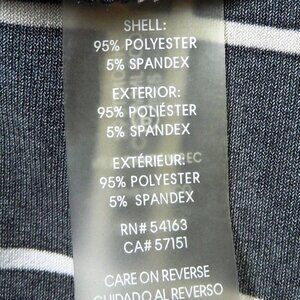 SHELL:
95% POLYESTER
5% SPANDEX
EXTERIOR:
95% POLIÉSTER
5% SPANDEX
EXTÉRIEUR:
95% POLYESTER
5% SPANDEX
RN# 54163
CA# 57151
CARE ON REVERSE
CUIDADO AL REVERSO